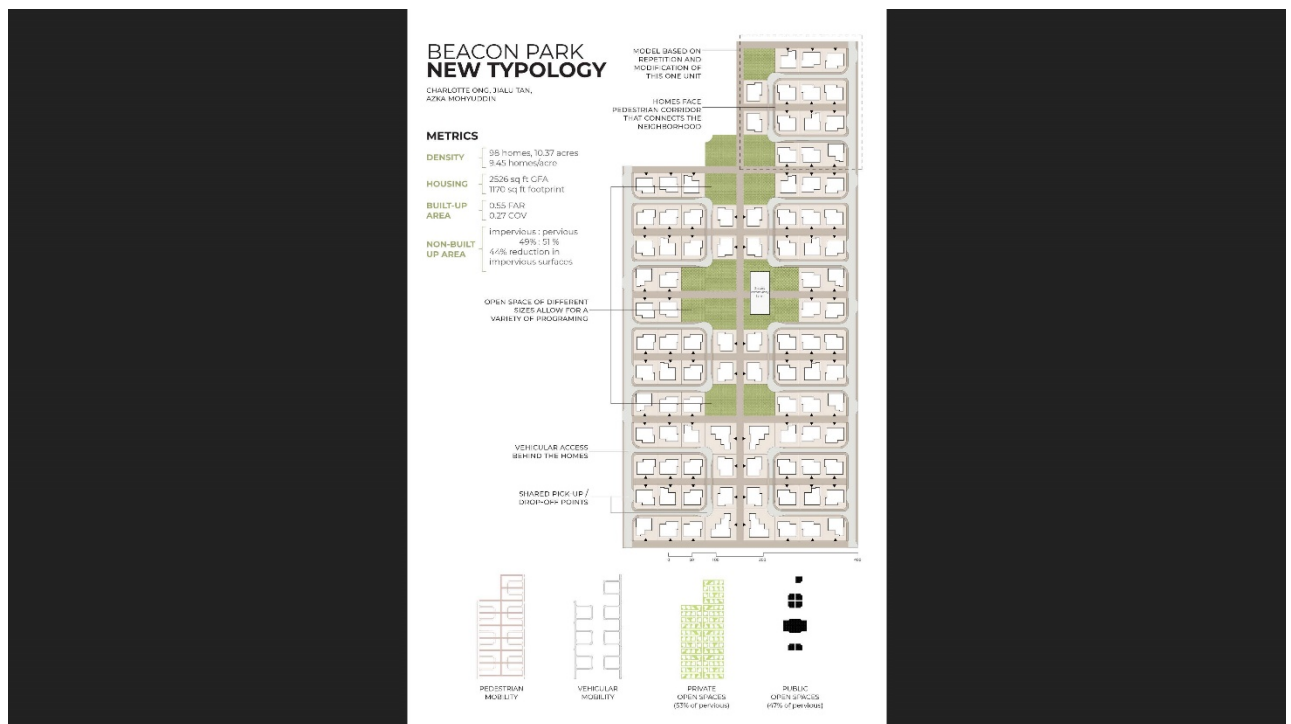 BEACON PARK
NEW TYPOLOGY
CHARLOTTE ONG, JIALU TAN,
AZKA MOHYUDDIN
METRICS
DENSITY
98 homes, 10.37 acres
9.45 homes/acre
HOUSING
2526 sq ft GFA
1170 sq ft footprint
BUILT-UP
AREA
0.55 FAR
0.27 COV
NON-BUILT
UP AREA
impervious : pervious
49% : 51 %
44% reduction in
impervious surfaces
MODEL BASED ON
REPETITION AND
MODIFICATION OF
THIS ONE UNIT
HOMES FACE
PEDESTRIAN CORRIDOR
THAT CONNECTS THE
NEIGHBORHOOD
OPEN SPACE OF DIFFERENT
SIZES ALLOW FOR A
VARIETY OF PROGRAMING
VEHICULAR ACCESS
BEHIND THE HOMES
SHARED PICK-UP /
DROP-OFF POINTS
PEDESTRIAN
MOBILITY
VEHICULAR
MOBILITY
PRIVATE
OPEN SPACES
(53% of pervious)
PUBLIC
OPEN SPACES
(47% of pervious)